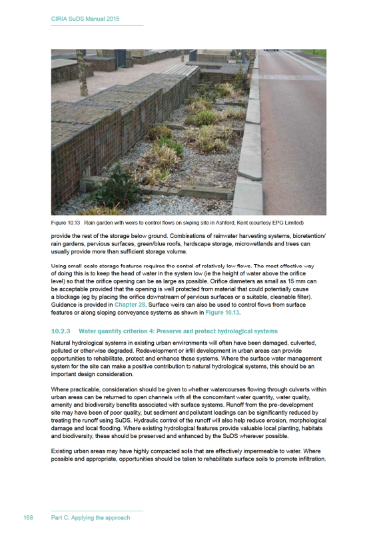 CIRIA SuDS Manual 2015
Figure 10.13 Rain garden with weirs to control flows on sloping site in Ashford, Kent (courtesy EPG Limited)
provide the rest of the storage below ground. Combinations of rainwater harvesting systems, bioretention/
rain gardens, pervious surfaces, green/blue roofs, hardscape storage, microwetlands and trees can
usually provide more than sufficient storage volume.
Using small-scale storage features requires the control of relatively low flows. The most effective way
of doing this is to keep the head of water in the system low (ie the height of water above the orifice
level) so that the orifice opening can be as large as possible. Orifice diameters as small as 15 mm can
be acceptable provided that the opening is well protected from material that could potentially cause
a blockage (eg by placing the orifice downstream of pervious surfaces or a suitable, cleanable filter).
Guidance is provided in Chapter 28. Surface weirs can also be used to control flows from surface
features or along sloping conveyance systems as shown in Figure 10.13.
10.2.3 Water quantity criterion 4: Preserve and protect hydrological systems
Natural hydrological systems in existing urban environments will often have been damaged, culverted,
polluted or otherwise degraded. Redevelopment or infill development in urban areas can provide
opportunities to rehabilitate, protect and enhance these systems. Where the surface water management
system for the site can make a positive contribution to natural hydrological systems, this should be an
important design consideration.
Where practicable, consideration should be given to whether watercourses flowing through culverts within
urban areas can be returned to open channels with all the concomitant water quantity, water quality,
amenity and biodiversity benefits associated with surface systems. Runoff from the pre-development
site may have been of poor quality, but sediment and pollutant loadings can be significantly reduced by
treating the runoff using SuDS. Hydraulic control of the runoff will also help reduce erosion, morphological
damage and local flooding. Where existing hydrological features provide valuable local planting, habitats
and biodiversity, these should be preserved and enhanced by the SuDS wherever possible.
Existing urban areas may have highly compacted soils that are effectively impermeable to water. Where
possible and appropriate, opportunities should be taken to rehabilitate surface soils to promote infiltration.
168 Part C: Applying the approach